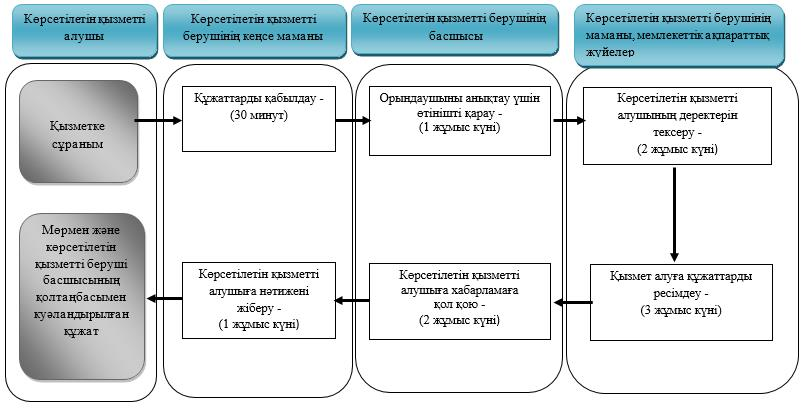 Көрсетілетін қызметті
алушы
Көрсетілетін қызметті
берушінің кеңсе маманы
Көрсетілетін қызметті берушінің
басшысы
Көрсетілетін қызметті берушінің
маманы, мемлекеттік ақпараттық
жүйелер
Қызметке
сұраным
Құжаттарды қабылдау -
(30 минут)
Орындаушыны анықтау үшін
өтінішті қарау -
(1 жұмыс күні)
Көрсетілетін қызметті
алушының деректерін
тексеру -
(2 жұмыс күні)
Мөрмен және
көрсетілетін
қызметті беруші
басшысының
қолтаңбасымен
куәландырылған
құжат
Көрсетілетін қызметті
алушыға нәтижені
жіберу -
(1 жұмыс күні)
Көрсетілетін қызметті
алушыға хабарламаға
қол қою -
(2 жұмыс күні)
Қызмет алуға құжаттарды
ресімдеу -
(3 жұмыс күні)